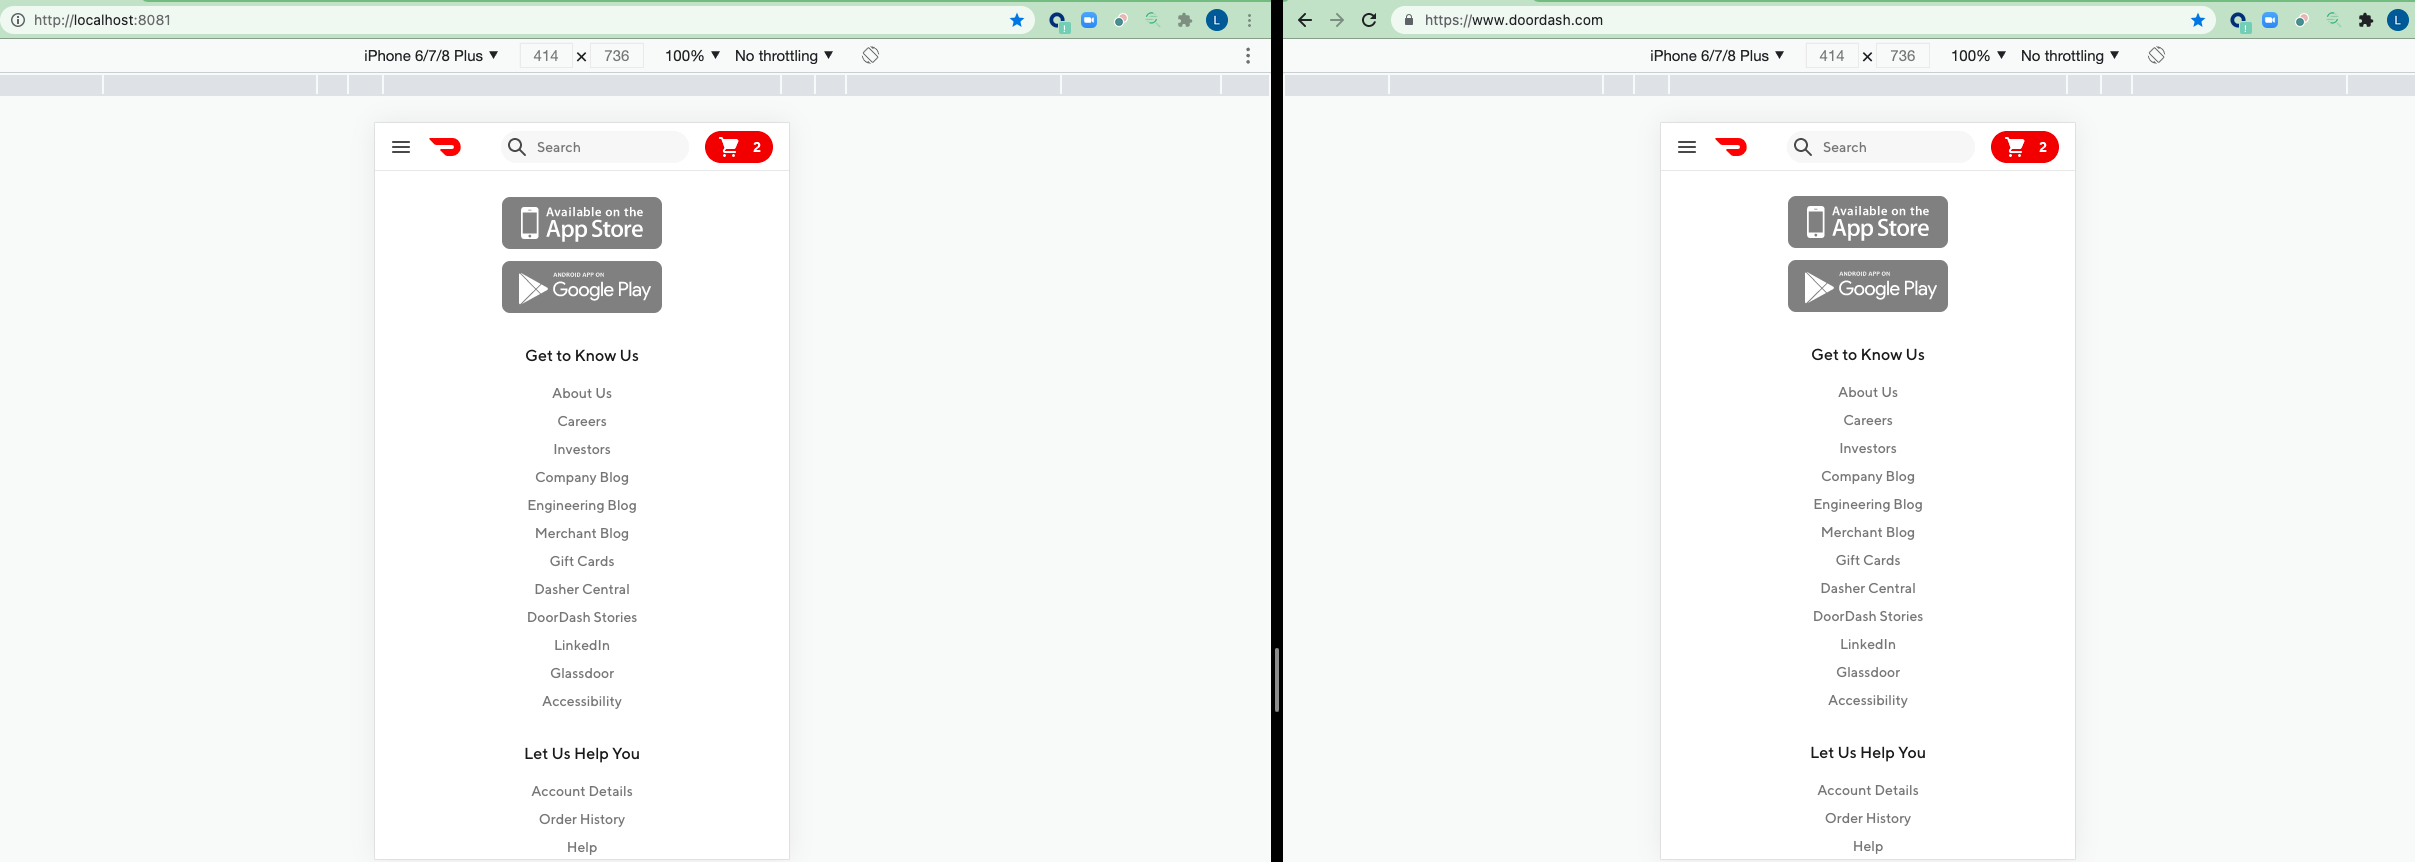 http://localhost:8081
L
iPhone 6/7/8 Plus 414 × 736 100% No throttling
Search
2
Available on the
App Store
ANDROID APP ON
Google Play
Get to Know Us
About Us
Careers
Investors
Company Blog
Engineering Blog
Merchant Blog
Gift Cards
Dasher Central
DoorDash Stories
LinkedIn
Glassdoor
Accessibility
Let Us Help You
Account Details
Order History
Help
https://www.doordash.com
L
iPhone 6/7/8 Plus 414 × 736 100% No throttling
Search
2
Available on the
App Store
ANDROID APP ON
Google Play
Get to Know Us
About Us
Careers
Investors
Company Blog
Engineering Blog
Merchant Blog
Gift Cards
Dasher Central
DoorDash Stories
LinkedIn
Glassdoor
Accessibility
Let Us Help You
Account Details
Order History
Help